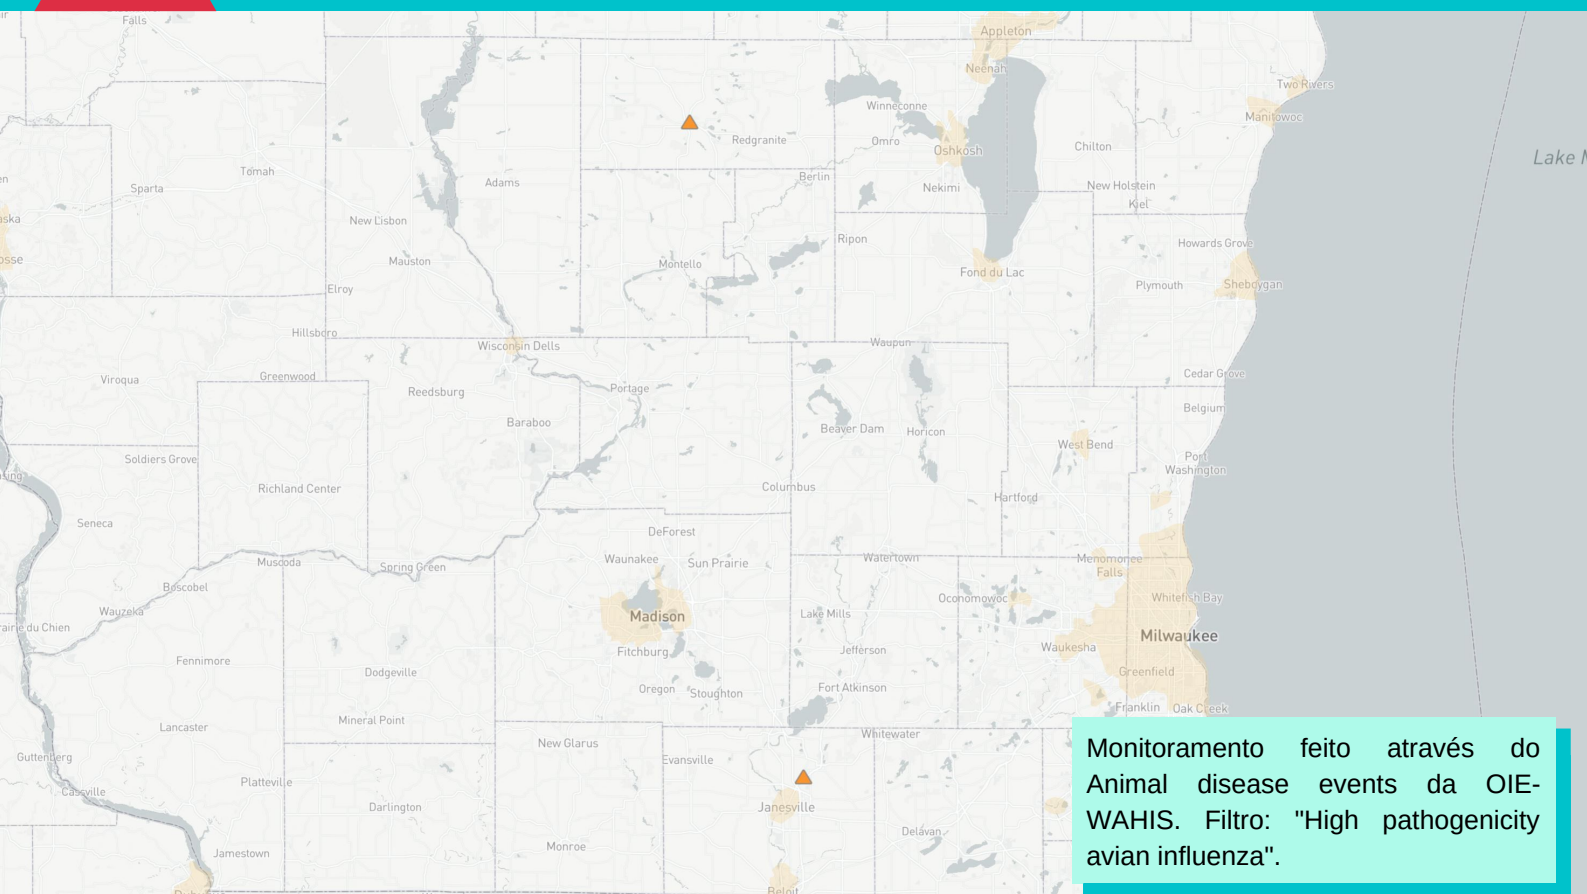 Falls
Appleton
Neenah
Two Rivers
Manitowoc
Winneconne
Redgranite
Omro
Oshkosh
Chilton
Lake
Tomah
Sparta
Adams
Berlin
Nekimi
New Holstein
Kiel
New Lisbon
Ripon
Howards Grove
Mauston
Montello
Fond du Lac
Plymouth
Sheboygan
Elroy
Hillsboro
Wisconsin Dells
Waupun
Viroqua
Greenwood
Reedsburg
Portage
Cedar Grove
Belgium
Baraboo
Beaver Dam
Horicon
West Bend
Soldiers Grove
Port
Washington
Richland Center
Columbus
Hartford
Seneca
DeForest
Waunakee
Sun Prairie
Watertown
Menomonee
Falls
Muscoda
Spring Green
Boscobel
Oconomowoc
Whitefish Bay
Wauzeka
Madison
Lake Mills
Milwaukee
airie du Chien
Fitchburg
Jefferson
Waukesha
Fennimore
Dodgeville
Greenfield
Oregon
Stoughton
Fort Atkinson
Franklin
Oak Creek
Lancaster
Mineral Point
New Glarus
Whitewater
Guttenberg
Evansville
Platteville
Cassville
Darlington
Janesville
Delavan
Monroe
Jamestown
Beloit
Monitoramento feito através do
Animal disease events da OIE-
WAHIS. Filtro: "High pathogenicity
avian influenza".